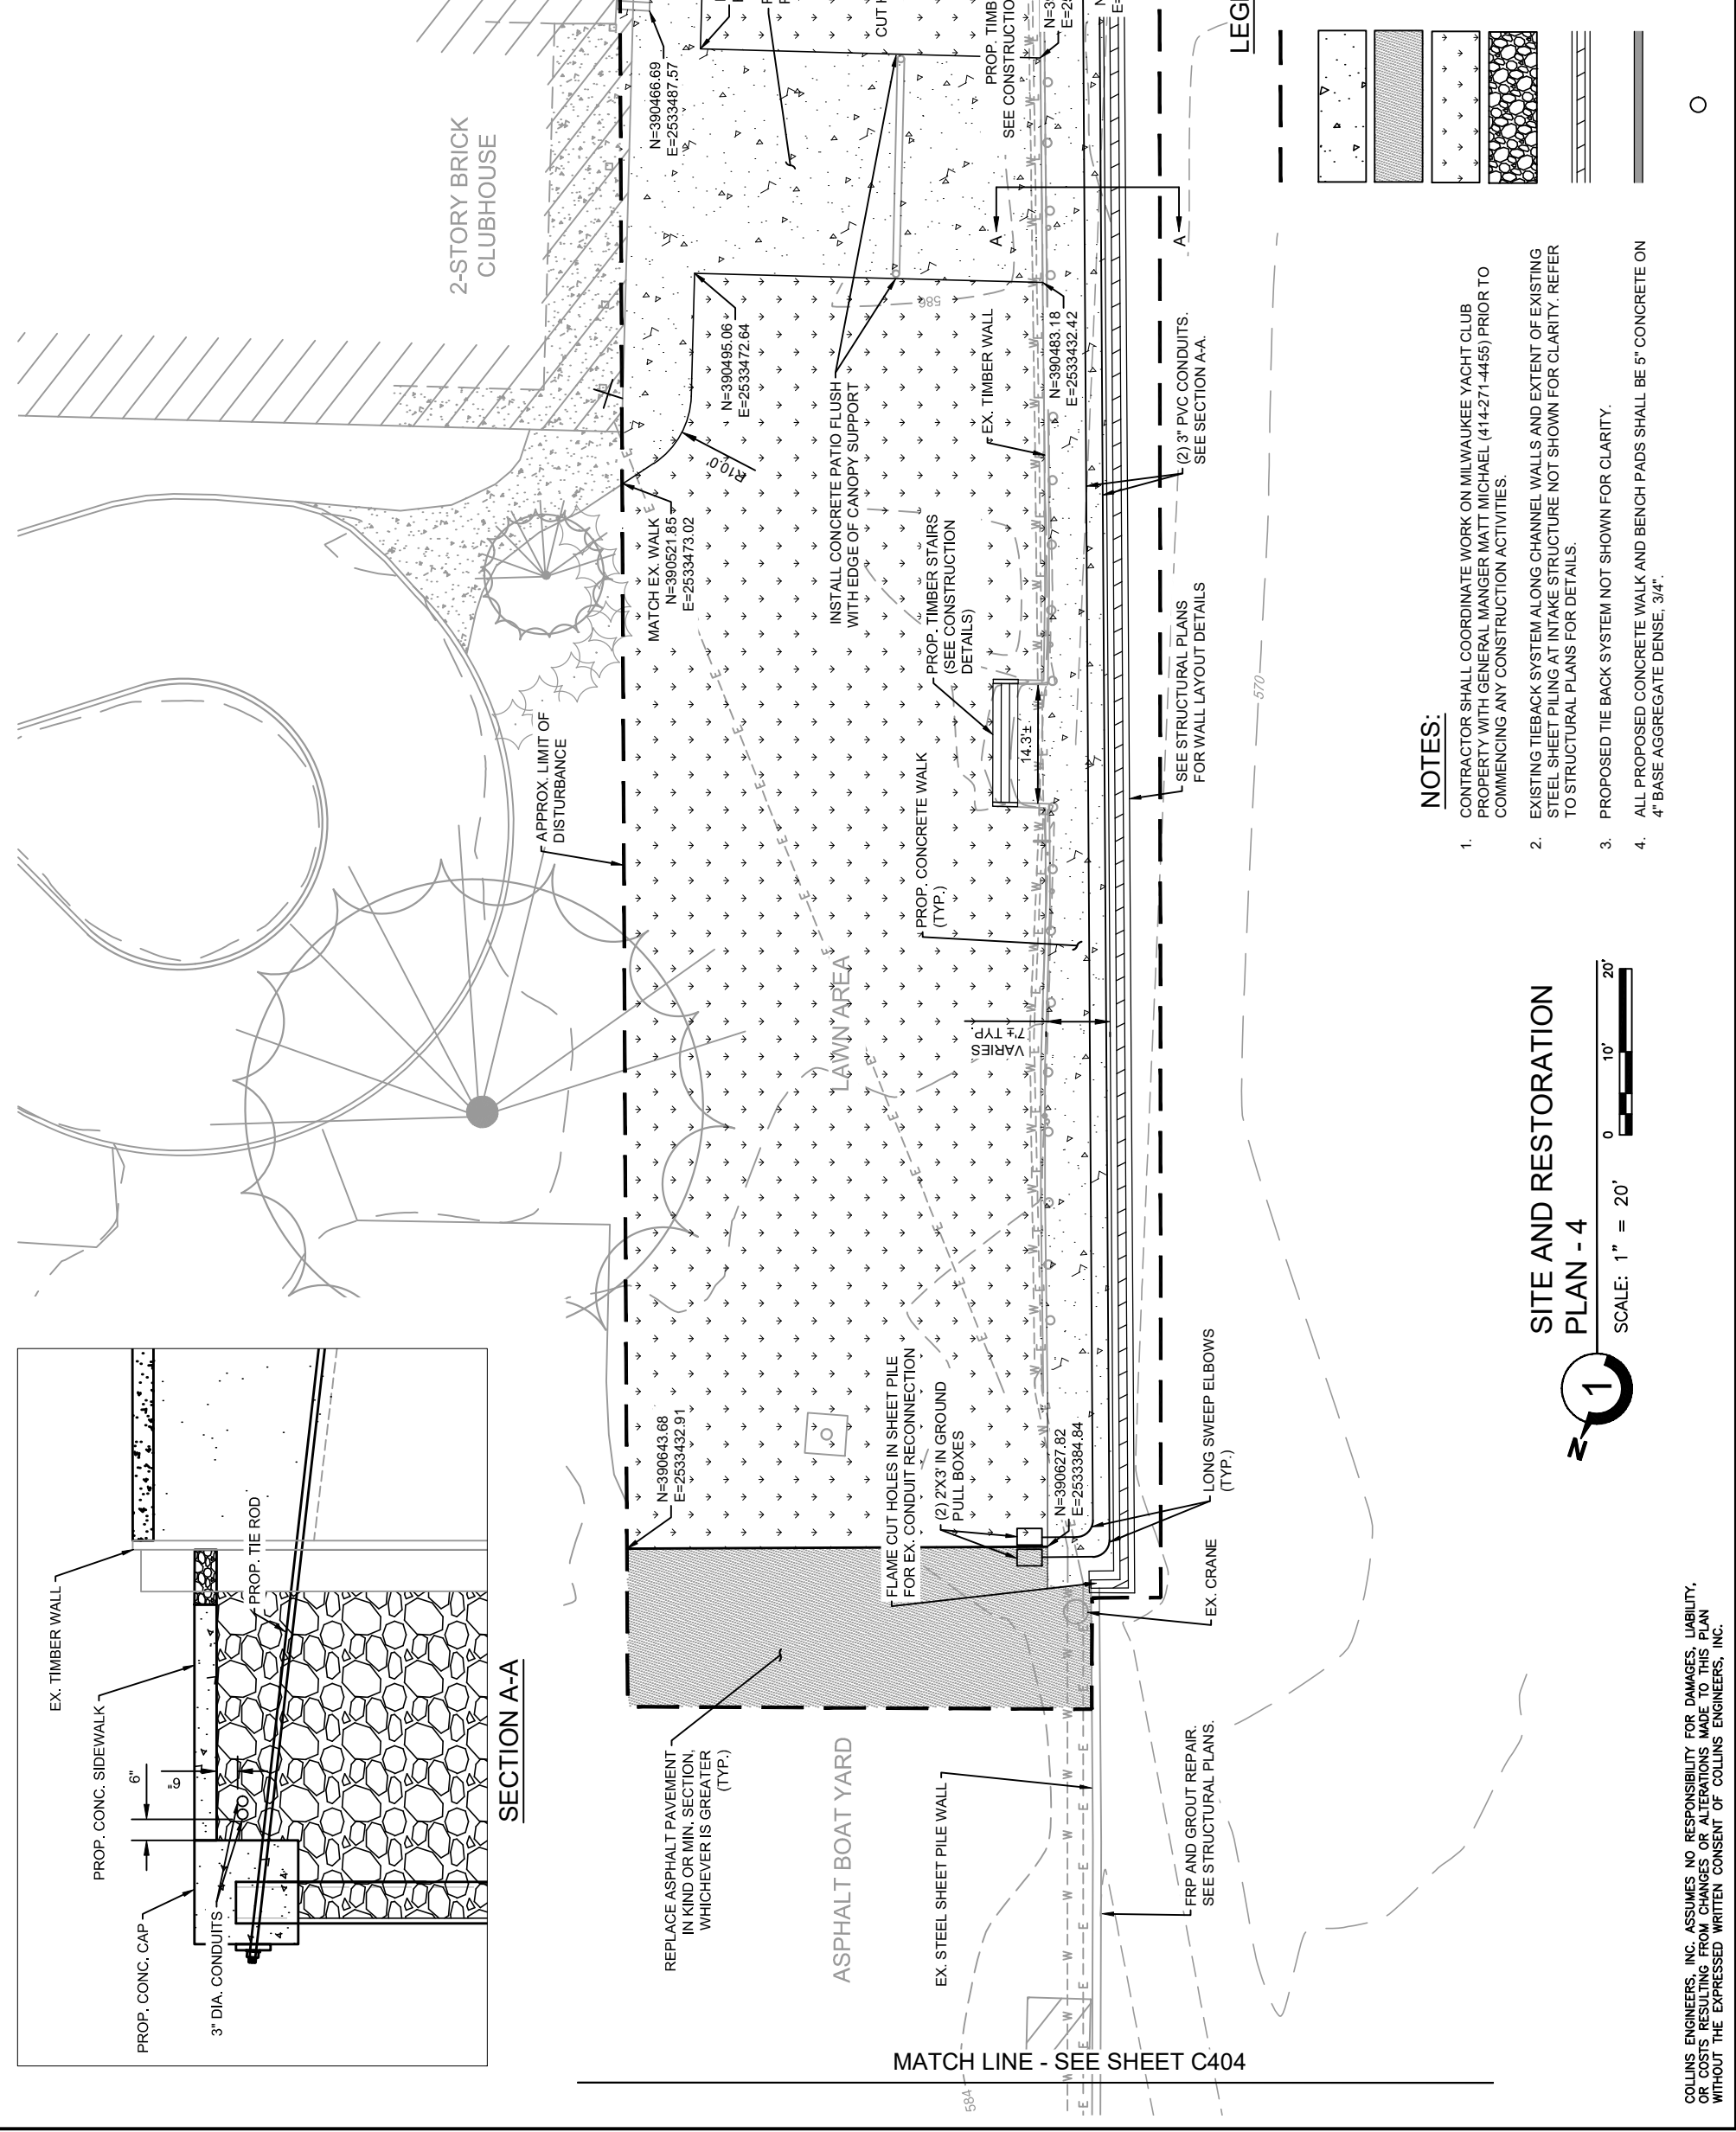 EX. TIMBER WALL
PROP. CONC. SIDEWALK
PROP. CONC. CAP
3" DIA. CONDUITS
6"
6"
PROP. TIE ROD
SECTION A-A
2-STORY BRICK
CLUBHOUSE
N=390466.69
E=2533487.57
CUT
PROP. TIMB
SEE CONSTRUCTIO
N=39
E=25
N
E=
A
A
586
N=390495.06
E=2533472.64
R10.0'
MATCH EX. WALK
N=390521.85
E=2533473.02
INSTALL CONCRETE PATIO FLUSH
WITH EDGE OF CANOPY SUPPORT
EX. TIMBER WALL
N=390483.18
E=2533432.42
(2) 3" PVC CONDUITS.
SEE SECTION A-A.
PROP. TIMBER STAIRS
(SEE CONSTRUCTION
DETAILS)
14.3'±
APPROX. LIMIT OF
DISTURBANCE
PROP. CONCRETE WALK
(TYP.)
SEE STRUCTURAL PLANS
FOR WALL LAYOUT DETAILS
570
LAWN AREA
VARIES
7'± TYP.
N=390643.68
E=2533432.91
FLAME CUT HOLES IN SHEET PILE
FOR EX. CONDUIT RECONNECTION
(2) 2'X3' IN GROUND
PULL BOXES
N=390627.82
E=2533384.84
LONG SWEEP ELBOWS
(TYP.)
EX. CRANE
REPLACE ASPHALT PAVEMENT
IN KIND OR MIN. SECTION,
WHICHEVER IS GREATER
(TYP.)
ASPHALT BOAT YARD
EX. STEEL SHEET PILE WALL
FRP AND GROUT REPAIR.
SEE STRUCTURAL PLANS.
584
MATCH LINE - SEE SHEET C404
LEGE
NOTES:
1. CONTRACTOR SHALL COORDINATE WORK ON MILWAUKEE YACHT CLUB
PROPERTY WITH GENERAL MANGER MATT MICHAEL (414-271-4455) PRIOR TO
COMMENCING ANY CONSTRUCTION ACTIVITIES.
2. EXISTING TIEBACK SYSTEM ALONG CHANNEL WALLS AND EXTENT OF EXISTING
STEEL SHEET PILING AT INTAKE STRUCTURE NOT SHOWN FOR CLARITY. REFER
TO STRUCTURAL PLANS FOR DETAILS.
3. PROPOSED TIE BACK SYSTEM NOT SHOWN FOR CLARITY.
4. ALL PROPOSED CONCRETE WALK AND BENCH PADS SHALL BE 5" CONCRETE ON
4" BASE AGGREGATE DENSE, 3/4".
N
1
SITE AND RESTORATION
PLAN - 4
SCALE: 1" = 20'
0 10' 20'
COLLINS ENGINEERS, INC. ASSUMES NO RESPONSIBILITY FOR DAMAGES, LIABILITY,
OR COSTS RESULTING FROM CHANGES OR ALTERATIONS MADE TO THIS PLAN
WITHOUT THE EXPRESSED WRITTEN CONSENT OF COLLINS ENGINEERS, INC.